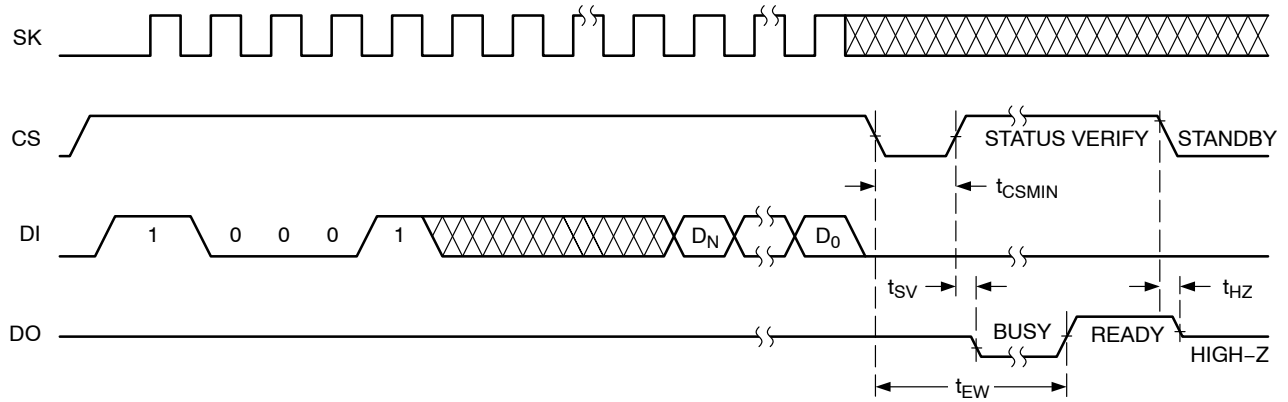 SK
CS
STATUS VERIFY
STANDBY
tCSMIN
DI
1 0 0 0 1
DN
D0
tSV
tHZ
DO
BUSY
READY
HIGH–Z
tEW